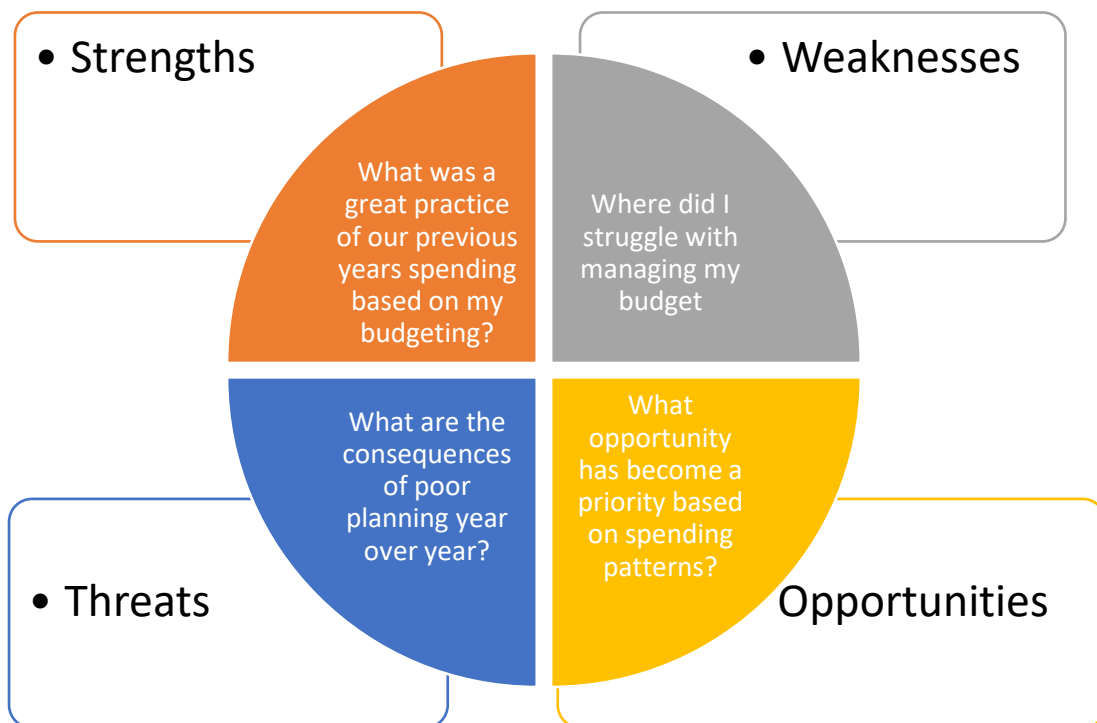 • Strengths
• Weaknesses
What was a
great practice
of our previous
years spending
based on my
budgeting?
Where did I
struggle with
managing my
budget
What are the
consequences
of poor
planning year
over year?
What
opportunity
has become a
priority based
on spending
patterns?
• Threats
Opportunities